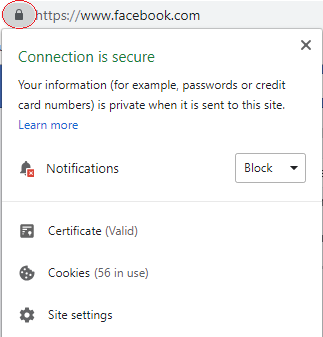 https://www.facebook.com
Connection is secure
Your information (for example, passwords or credit
card numbers) is private when it is sent to this site.
Learn more
Notifications Block
Certificate (Valid)
Cookies (56 in use)
Site settings